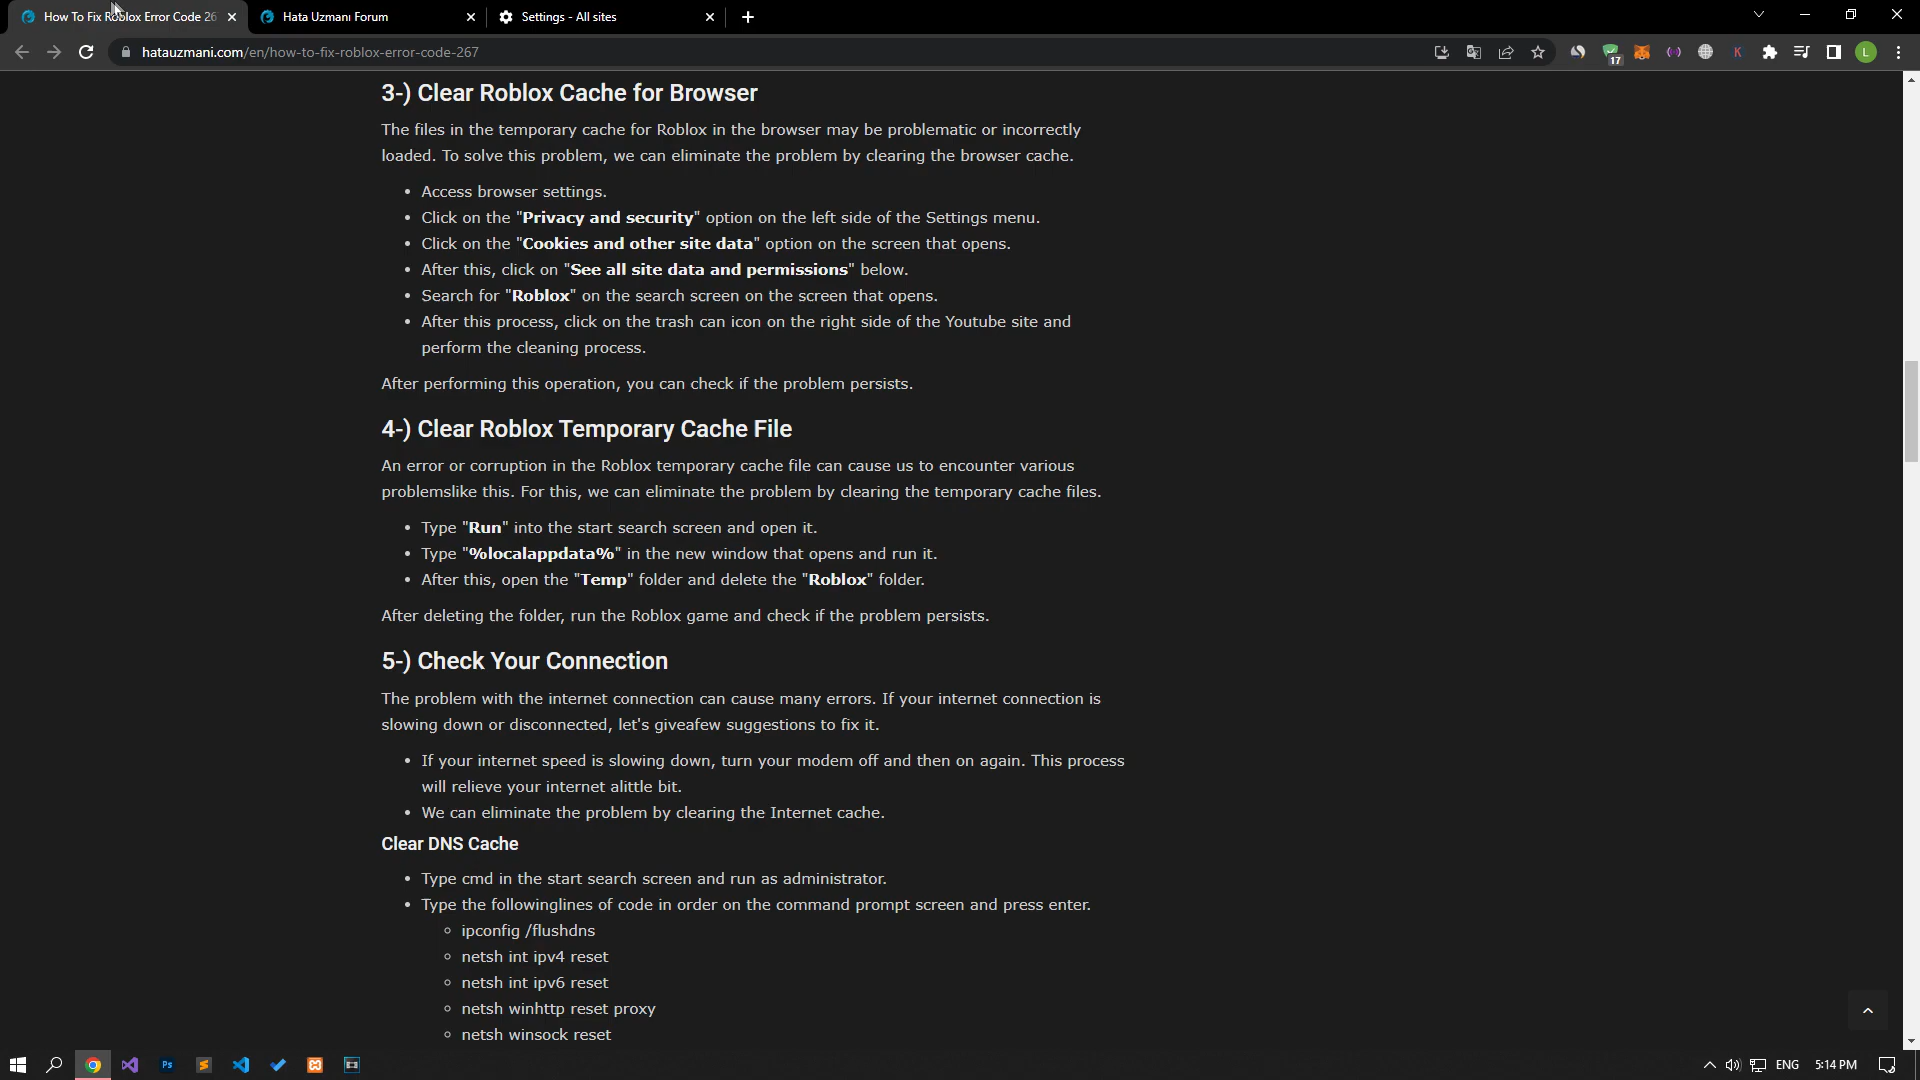 How To Fix Roblox Error Code 26
Hata Uzmanı Forum
Settings - All sites
hatauzmani.com/en/how-to-fix-roblox-error-code-267
17
K
L
3-) Clear Roblox Cache for Browser
The files in the temporary cache for Roblox in the browser may be problematic or incorrectly
loaded. To solve this problem, we can eliminate the problem by clearing the browser cache.
• Access browser settings.
• Click on the "Privacy and security" option on the left side of the Settings menu.
• Click on the "Cookies and other site data" option on the screen that opens.
• After this, click on "See all site data and permissions" below.
• Search for "Roblox" on the search screen on the screen that opens.
• After this process, click on the trash can icon on the right side of the Youtube site and
perform the cleaning process.
After performing this operation, you can check if the problem persists.
4-) Clear Roblox Temporary Cache File
An error or corruption in the Roblox temporary cache file can cause us to encounter various
problemslike this. For this, we can eliminate the problem by clearing the temporary cache files.
• Type "Run" into the start search screen and open it.
• Type "%localappdata%" in the new window that opens and run it.
• After this, open the "Temp" folder and delete the "Roblox" folder.
After deleting the folder, run the Roblox game and check if the problem persists.
5-) Check Your Connection
The problem with the internet connection can cause many errors. If your internet connection is
slowing down or disconnected, let's giveafew suggestions to fix it.
• If your internet speed is slowing down, turn your modem off and then on again. This process
will relieve your internet alittle bit.
• We can eliminate the problem by clearing the Internet cache.
Clear DNS Cache
• Type cmd in the start search screen and run as administrator.
• Type the followinglines of code in order on the command prompt screen and press enter.
◦ ipconfig /flushdns
◦ netsh int ipv4 reset
◦ netsh int ipv6 reset
◦ netsh winhttp reset proxy
◦ netsh winsock reset
Ps
ENG
5:14 PM